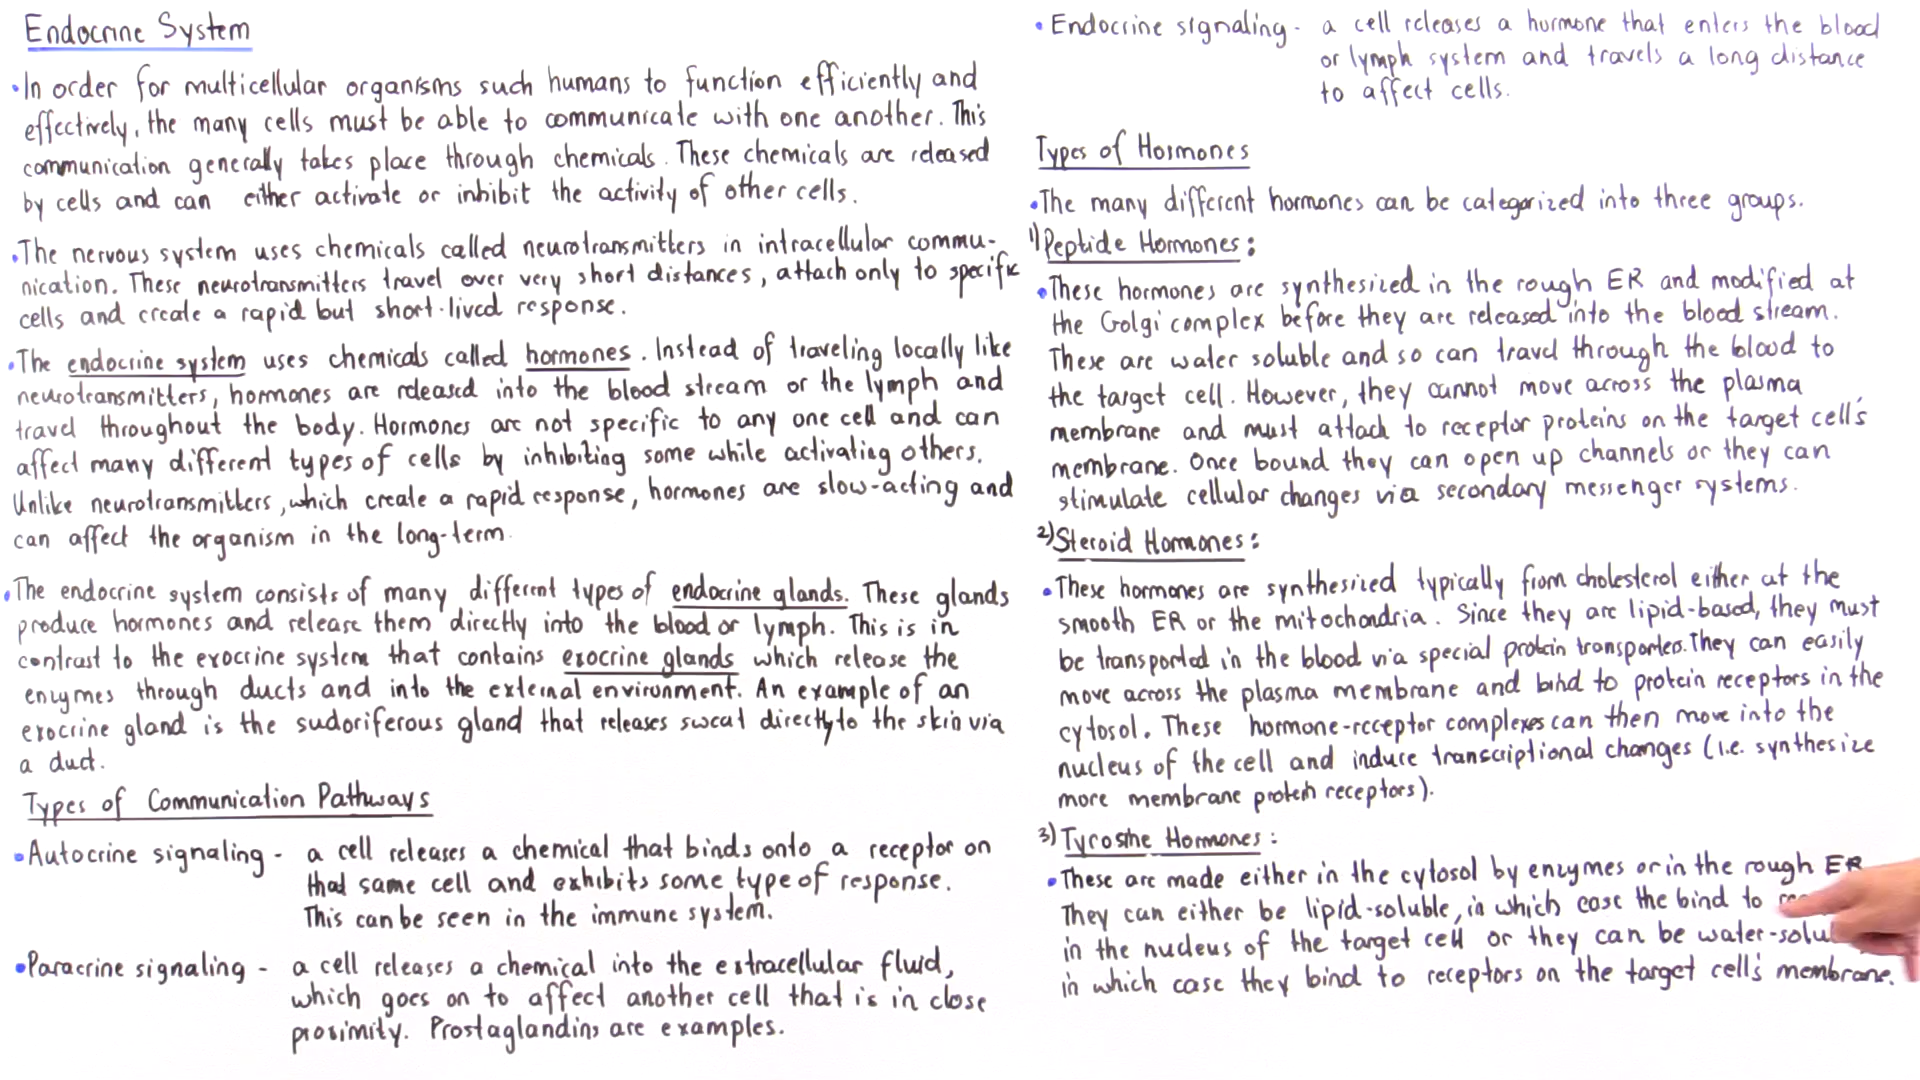 Endocrine System
• In order for multicellular organisms such humans to function efficiently and
effectively, the many cells must be able to communicate with one another. This
communication generally takes place through chemicals. These chemicals are released
by cells and can either activate or inhibit the activity of other cells.
• The nervous system uses chemicals called neurotransmitters in intracellular commu-
nication. These neurotransmitters travel over very short distances, attach only to specific
cells and create a rapid but short-lived response.
• The endocrine system uses chemicals called hormones. Instead of traveling locally like
neurotransmitters, hormones are released into the blood stream or the lymph and
travel throughout the body. Hormones are not specific to any one cell and can
affect many different types of cells by inhibiting some while activating others.
Unlike neurotransmitters, which create a rapid response, hormones are slow-acting and
can affect the organism in the long-term.
• The endocrine system consists of many different types of endocrine glands. These glands
produce hormones and release them directly into the blood or lymph. This is in
contrast to the exocrine system that contains exocrine glands which release the
enzymes through ducts and into the external environment. An example of an
exocrine gland is the sudoriferous gland that releases sweat directly to the skin via
a duct.
Types of Communication Pathways
• Autocrine signaling - a cell releases a chemical that binds onto a receptor on
that same cell and exhibits some type of response.
This can be seen in the immune system.
• Paracrine signaling - a cell releases a chemical into the extracellular fluid,
which goes on to affect another cell that is in close
proximity. Prostaglandins are examples.
• Endocrine signaling - a cell releases a hormone that enters the blood
or lymph system and travels a long distance
to affect cells.
Types of Hormones
• The many different hormones can be categorized into three groups.
1) Peptide Hormones:
• These hormones are synthesized in the rough ER and modified at
the Golgi complex before they are released into the blood stream.
These are water soluble and so can travel through the blood to
the target cell. However, they cannot move across the plasma
membrane and must attach to receptor proteins on the target cell's
membrane. Once bound they can open up channels or they can
stimulate cellular changes via secondary messenger systems.
2) Steroid Hormones:
• These hormones are synthesized typically from cholesterol either at the
smooth ER or the mitochondria. Since they are lipid-based, they must
be transported in the blood via special protein transporters. They can easily
move across the plasma membrane and bind to protein receptors in the
cytosol. These hormone-receptor complexes can then move into the
nucleus of the cell and induce transcriptional changes (i.e. synthesize
more membrane protein receptors).
3) Tyrosine Hormones:
• These are made either in the cytosol by enzymes or in the rough ER
They can either be lipid-soluble, in which case the bind to
in the nucleus of the target cell or they can be water-solu
in which case they bind to receptors on the target cell's membrane.